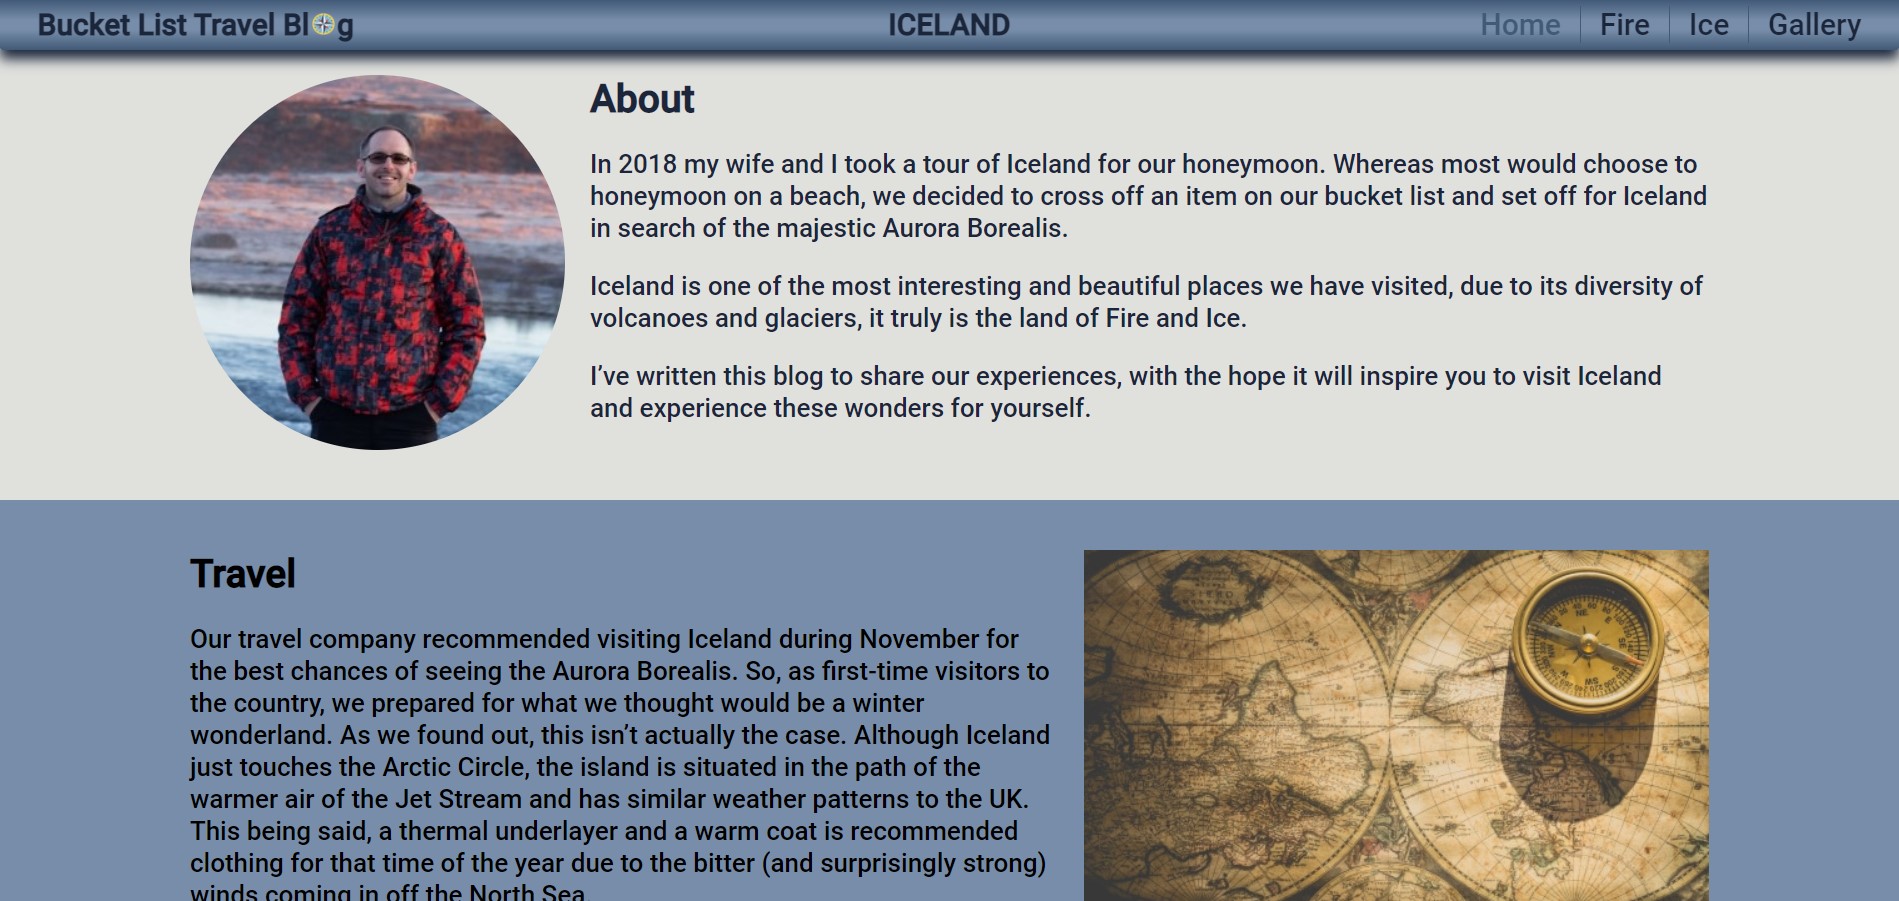 Bucket List Travel Blog
ICELAND
Home
Fire
Ice
Gallery
About
In 2018 my wife and I took a tour of Iceland for our honeymoon. Whereas most would choose to
honeymoon on a beach, we decided to cross off an item on our bucket list and set off for Iceland
in search of the majestic Aurora Borealis.
Iceland is one of the most interesting and beautiful places we have visited, due to its diversity of
volcanoes and glaciers, it truly is the land of Fire and Ice.
I’ve written this blog to share our experiences, with the hope it will inspire you to visit Iceland
and experience these wonders for yourself.
Travel
Our travel company recommended visiting Iceland during November for
the best chances of seeing the Aurora Borealis. So, as first-time visitors to
the country, we prepared for what we thought would be a winter
wonderland. As we found out, this isn’t actually the case. Although Iceland
just touches the Arctic Circle, the island is situated in the path of the
warmer air of the Jet Stream and has similar weather patterns to the UK.
This being said, a thermal underlayer and a warm coat is recommended
clothing for that time of the year due to the bitter (and surprisingly strong)
winds coming in off the North Sea.